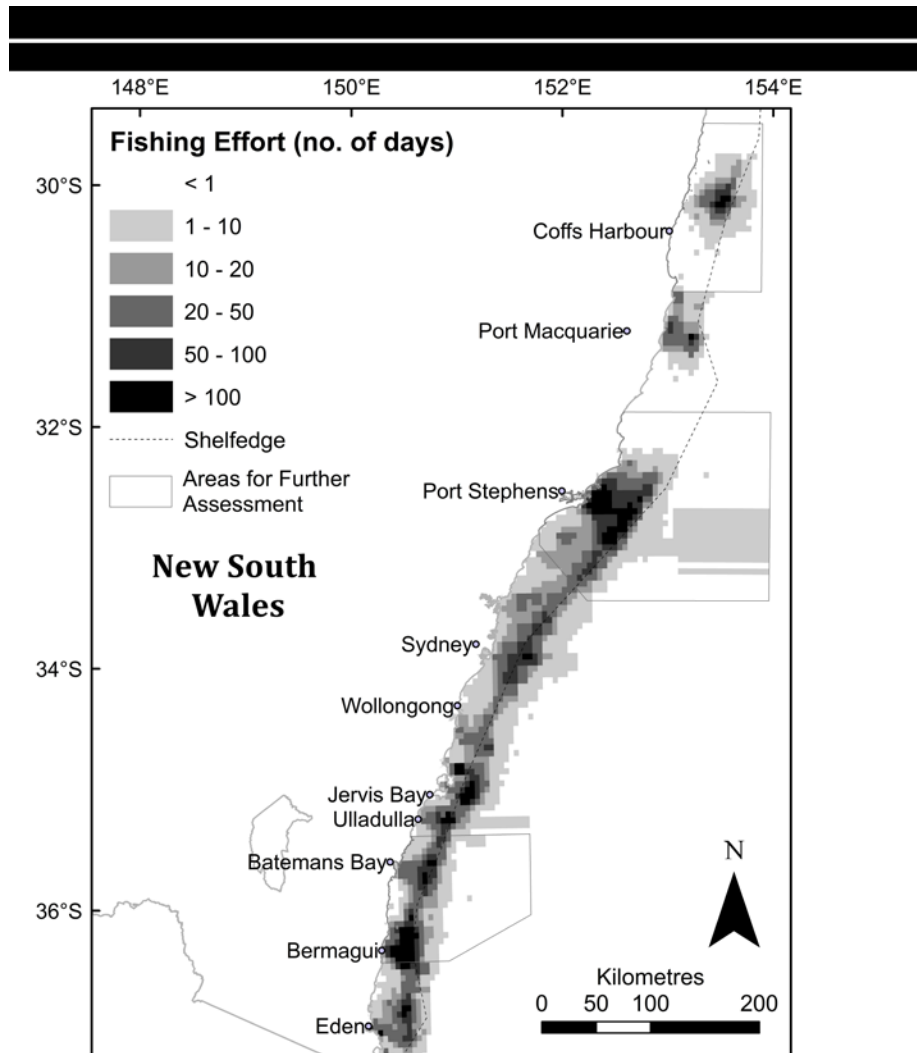 148°E 150°E 152°E 154°E
Fishing Effort (no. of days)
< 1
30°S
1 - 10
Coffs Harbour
10 - 20
20 - 50
Port Macquarie
50 - 100
> 100
32°S
Shelfedge
Areas for Further
Assessment
Port Stephens
New South
Wales
Sydney
34°S
Wollongong
Jervis Bay
Ulladulla
Batemans Bay
N
36°S
Bermagui
Kilometres
0 50 100 200
Eden